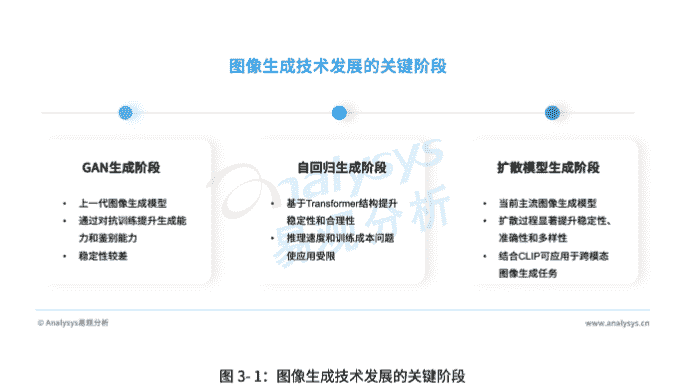 图像生成技术发展的关键阶段
GAN生成阶段
• 上一代图像生成模型
• 通过对抗训练提升生成能
力和鉴别能力
• 稳定性较差
自回归生成阶段
• 基于Transformer结构提升
稳定性和合理性
• 推理速度和训练成本问题
使应用受限
扩散模型生成阶段
• 当前主流图像生成模型
• 扩散过程显著提升稳定性、
准确性和多样性
• 结合CLIP可应用于跨模态
图像生成任务
Analysys
易观分析
© Analysys易观分析
www.analysys.cn
图 3- 1：图像生成技术发展的关键阶段